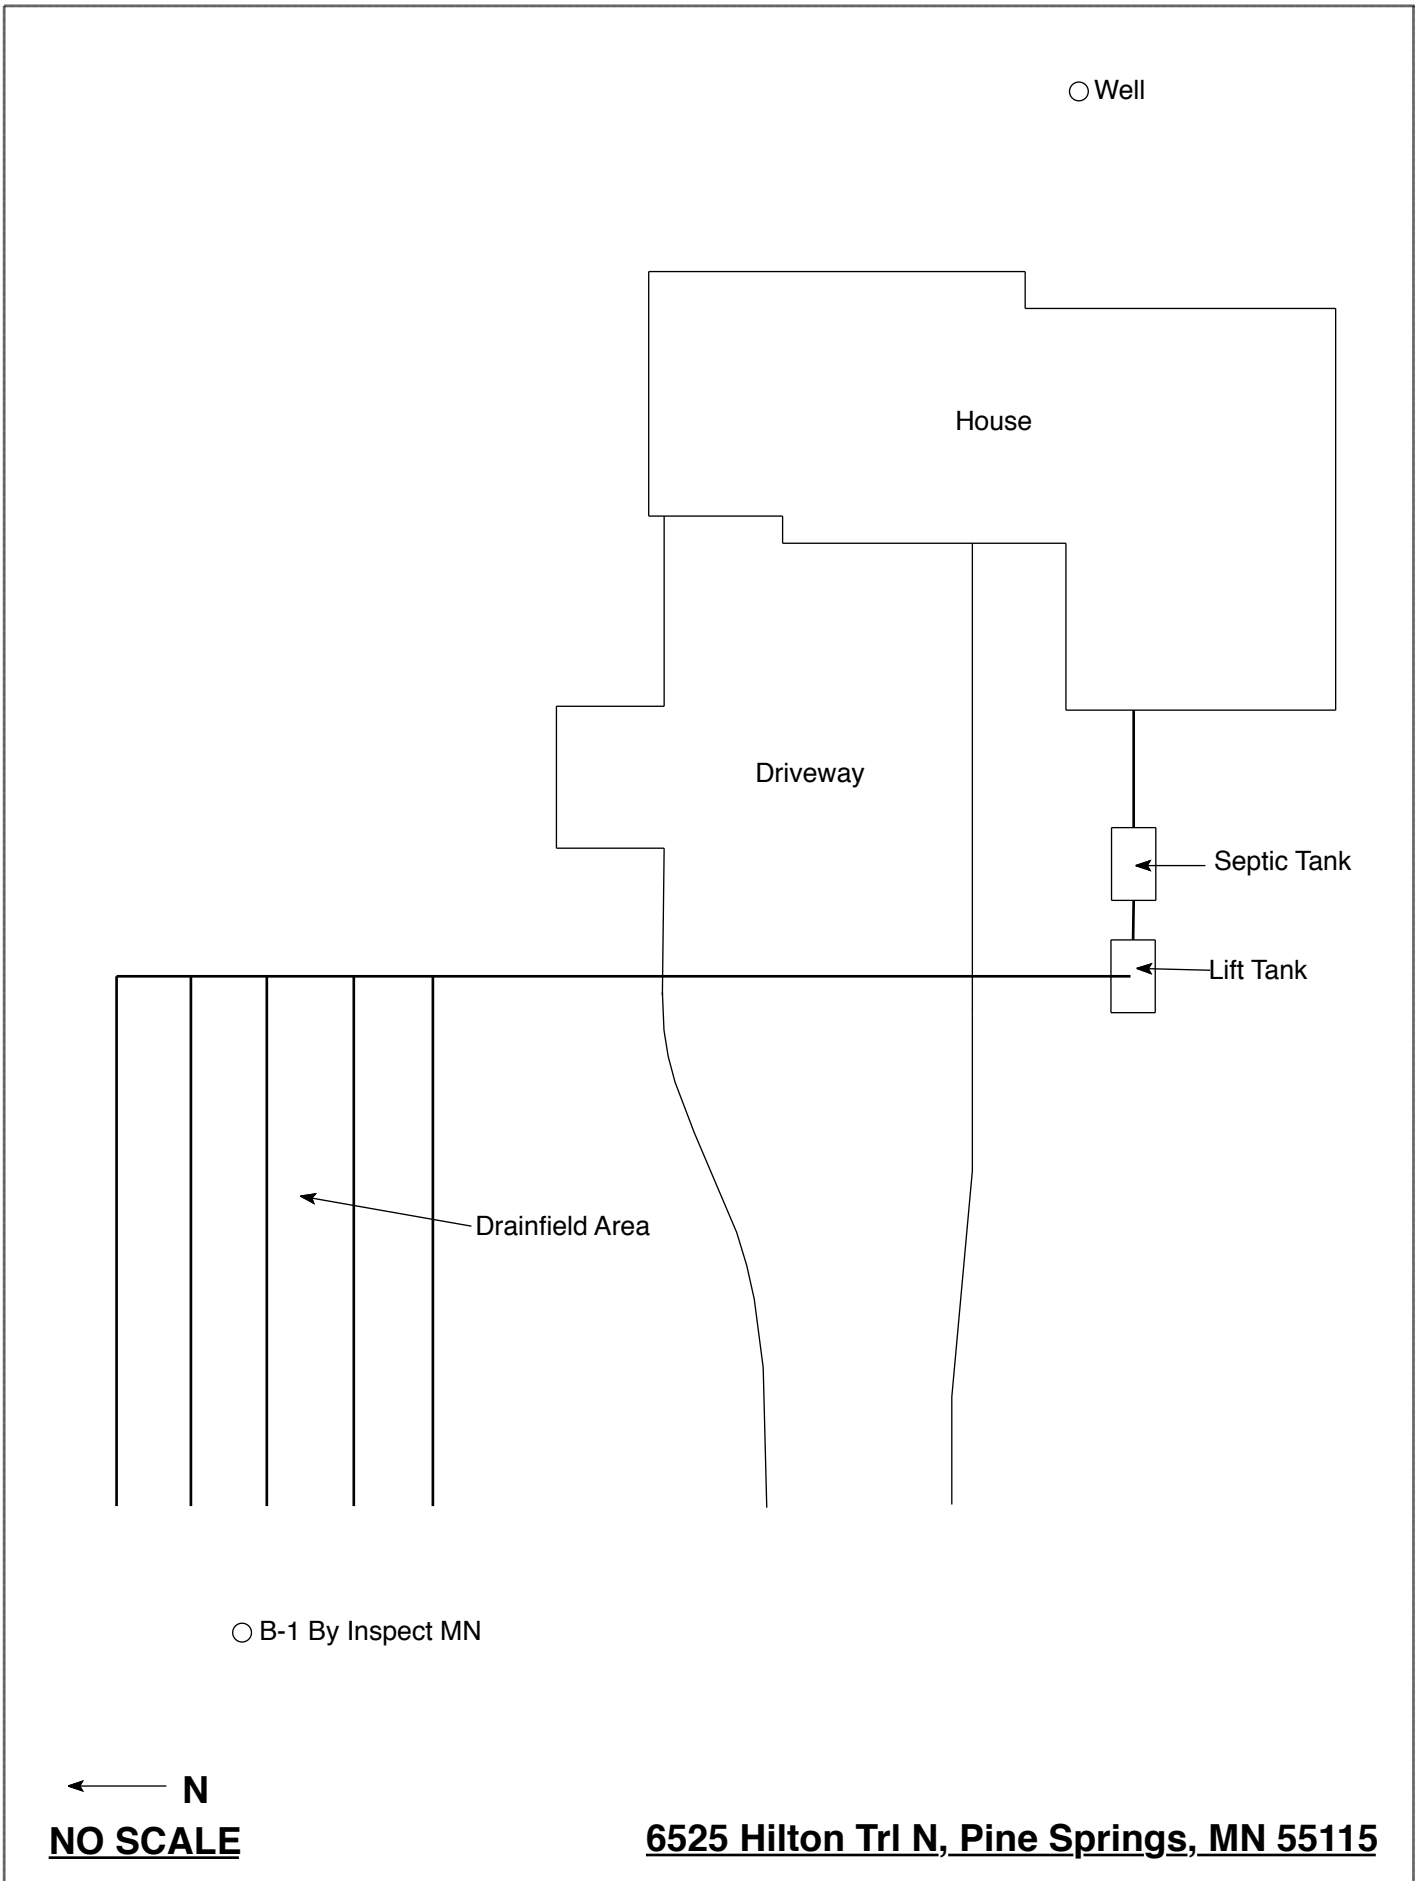 Well
House
Driveway
Septic Tank
Lift Tank
Drainfield Area
B-1 By Inspect MN
N
NO SCALE
6525 Hilton Trl N, Pine Springs, MN 55115